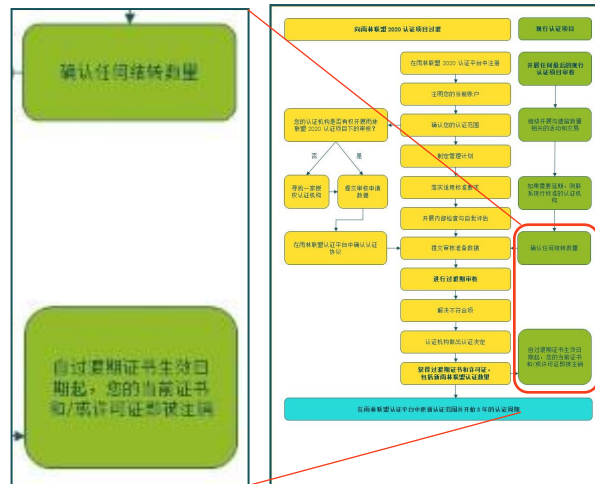 确认任何结转数量
自过渡期证书生效日
期起,您的当前证书
和/或许可证即被注销
向雨林联盟 2020 认证项目过渡
现行认证项目
在雨林联盟 2020 认证平台中注册
注明您的当前账户
确认您的认证范围
制定管理计划
落实适用标准要求
开展内部检查与自我评估
提交审核准备数据
进行过渡期审核
解决不符合项
认证机构做出认证决定
获得过渡期证书和许可证,
包括新雨林联盟认证数量
您的认证机构是否有权开展雨林
联盟 2020 认证项目下的审核?
否
是
寻找一家授
权认证机构
提交审核申请
数据
在雨林联盟认证平台中确认认证
协议
开展任何最后的现行
认证项目审核
继续开展与遗留数量
相关的活动和交易
如果需要延期,则联
系现行标准的认证机
构
确认任何结转数量
自过渡期证书生效日
期起,您的当前证书
和/或许可证即被注销
在雨林联盟认证平台中更新认证范围并开始 3 年的认证周期